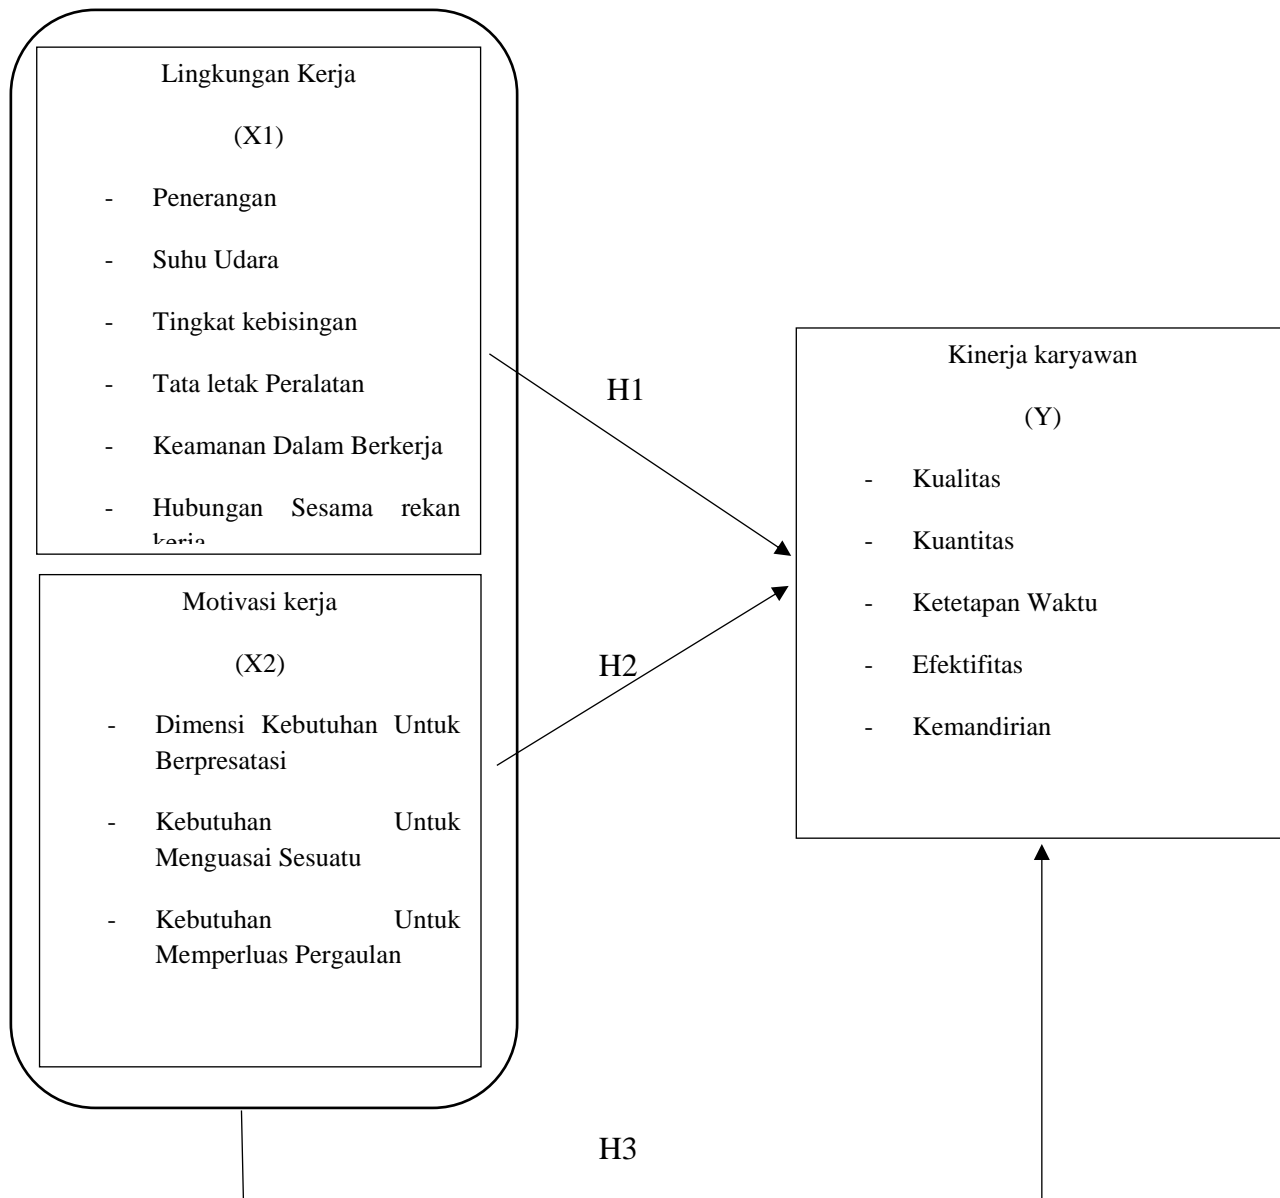 Lingkungan Kerja
(X1)
- Penerangan
- Suhu Udara
- Tingkat kebisingan
- Tata letak Peralatan
- Keamanan Dalam Berkerja
- Hubungan Sesama rekan
kerja
Motivasi kerja
(X2)
- Dimensi Kebutuhan Untuk
Berpresatasi
- Kebutuhan Untuk
Menguasai Sesuatu
- Kebutuhan Untuk
Memperluas Pergaulan
H1
H2
Kinerja karyawan
(Y)
- Kualitas
- Kuantitas
- Ketetapan Waktu
- Efektifitas
- Kemandirian
H3